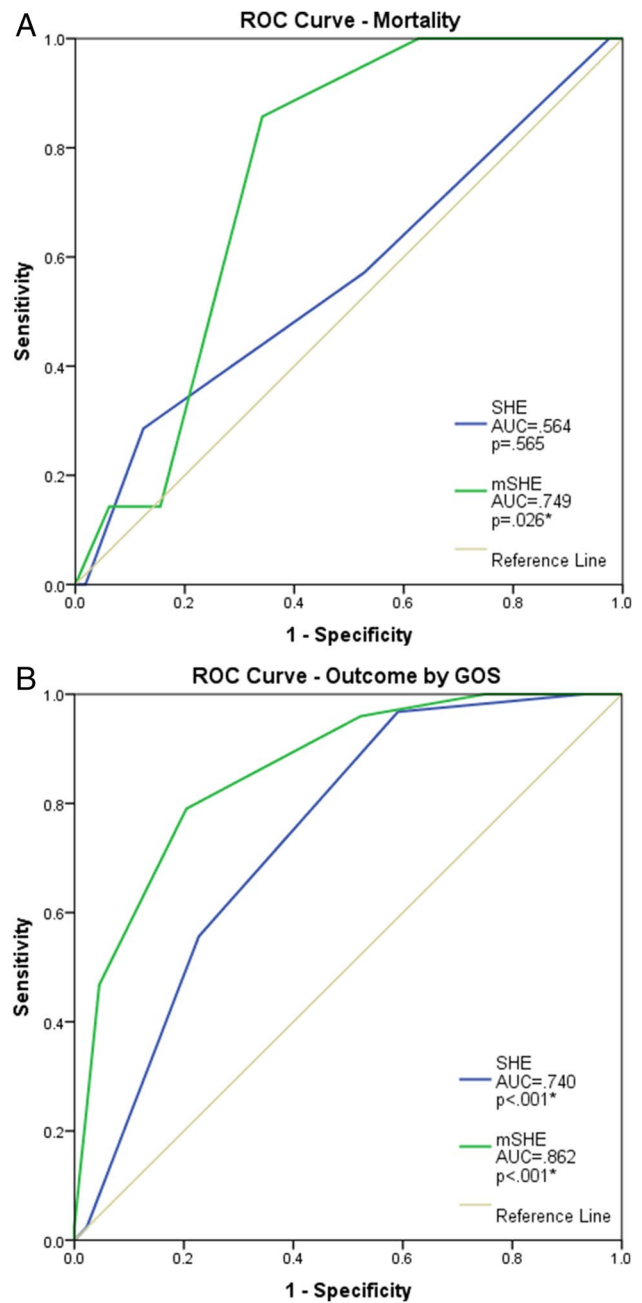 A
ROC Curve - Mortality
1.0
0.8
0.6
0.4
0.2
0.0
Sensitivity
SHE
AUC=.564
p=.565
mSHE
AUC=.749
p=.026*
Reference Line
0.0 0.2 0.4 0.6 0.8 1.0
1 - Specificity
B
ROC Curve - Outcome by GOS
1.0
0.8
0.6
0.4
0.2
0.0
Sensitivity
SHE
AUC=.740
p<.001*
mSHE
AUC=.862
p<.001*
Reference Line
0.0 0.2 0.4 0.6 0.8 1.0
1 - Specificity